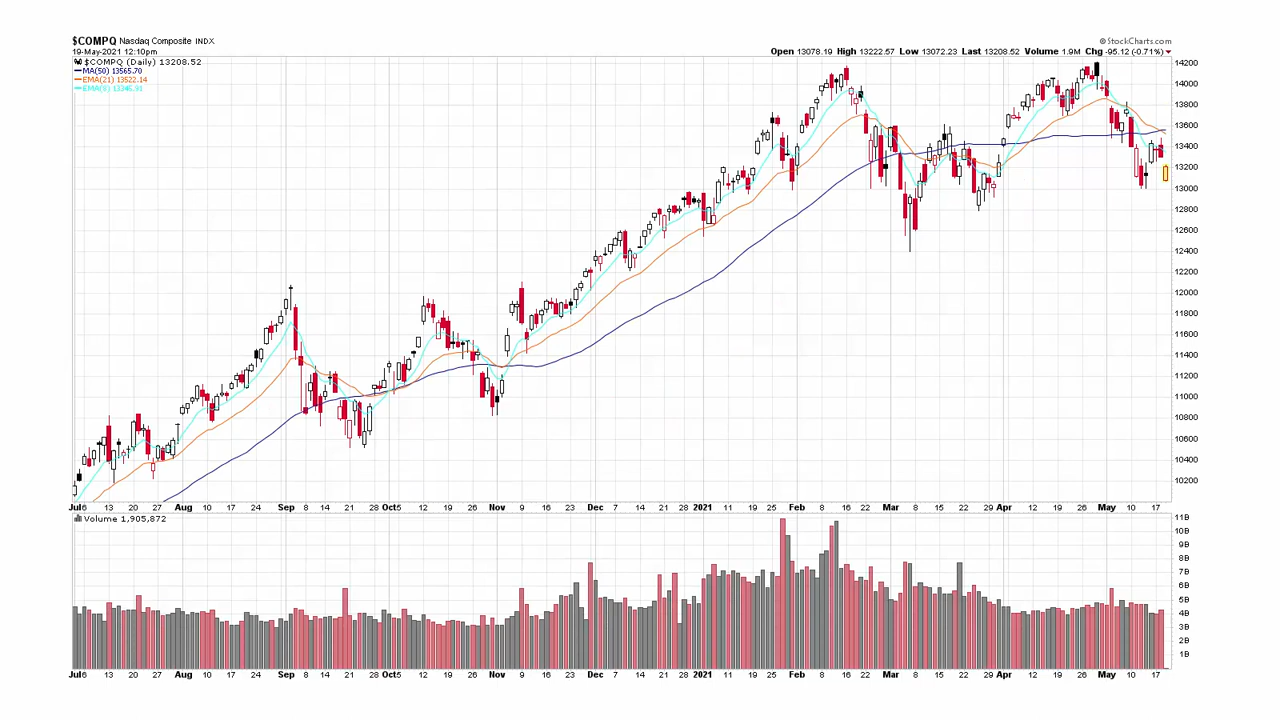 $COMPQ Nasdaq Composite INDX
© StockCharts.com
19-May-2021 12:10pm
Open 13078.19 High 13222.57 Low 13072.23 Last 13208.52 Volume 1.9M Chg -95.12 (-0.71%)
$COMPQ (Daily) 13208.52
MA(50) 13565.70
EMA(21) 13522.14
14200
14000
13800
13600
13400
13200
13000
12800
12600
12400
12200
12000
11800
11600
11400
11200
11000
10800
10600
10400
10200
Jul 6 13 20 27 Aug 10 17 24 Sep 8 14 21 28 Oct 5 12 19 26 Nov 9 16 23 Dec 7 14 21 2021 11 19 25 Feb 8 16 22 Mar 8 15 22 29 Apr 12 19 26 May 10 17
Volume 1,905,872
11B
10B
9B
8B
7B
6B
5B
4B
3B
2B
1B
Jul 6 13 20 27 Aug 10 17 24 Sep 8 14 21 28 Oct 5 12 19 26 Nov 9 16 23 Dec 7 14 21 2021 11 19 25 Feb 8 16 22 Mar 8 15 22 29 Apr 12 19 26 May 10 17